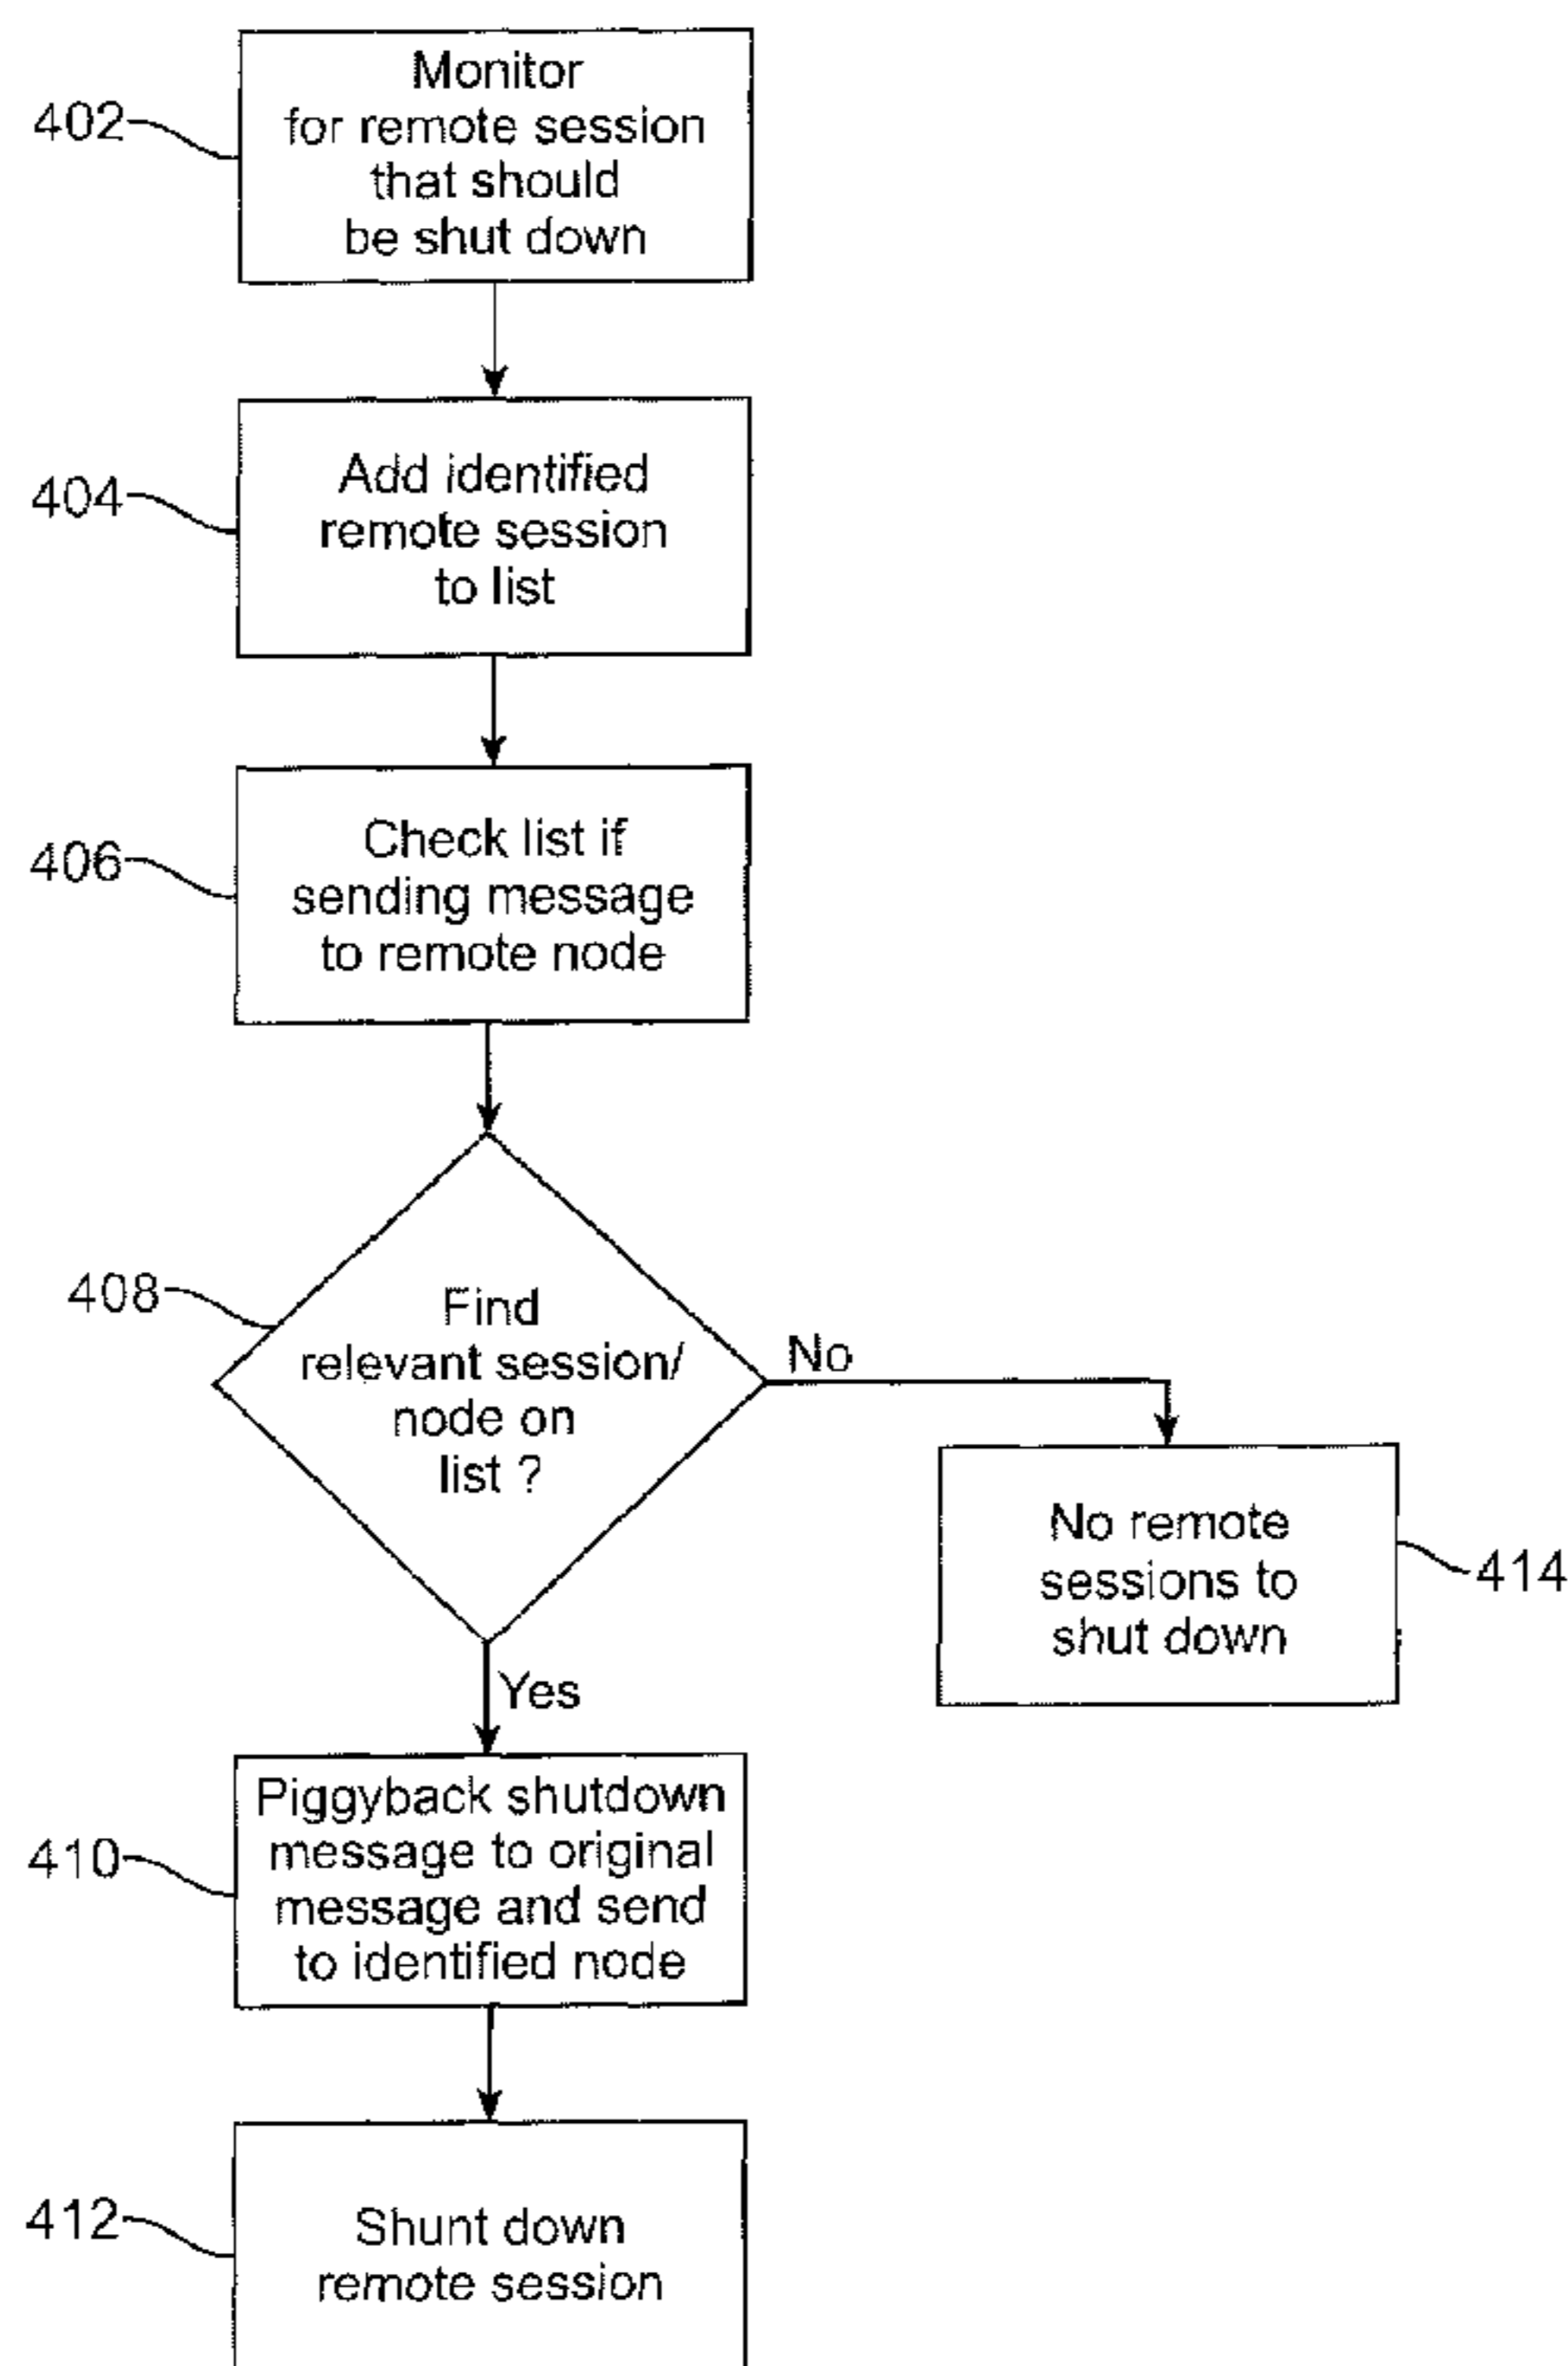 402
Monitor
for remote session
that should
be shut down
404
Add identified
remote session
to list
406
Check list if
sending message
to remote node
408
Find
relevant session/
node on
list ?
No
No remote
sessions to
shut down
414
Yes
410
Piggyback shutdown
message to original
message and send
to identified node
412
Shunt down
remote session